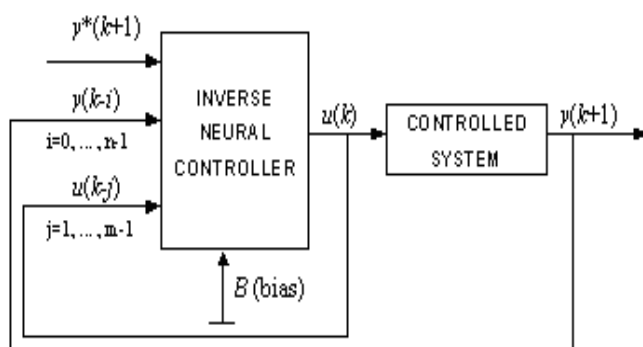 y*(k+1)
y(k-i)
i=0, ... , n-1
u(k-j)
j=1, ... , m-1
INVERSE
NEURAL
CONTROLLER
B (bias)
u(k)
CONTROLLED
SYSTEM
y(k+1)